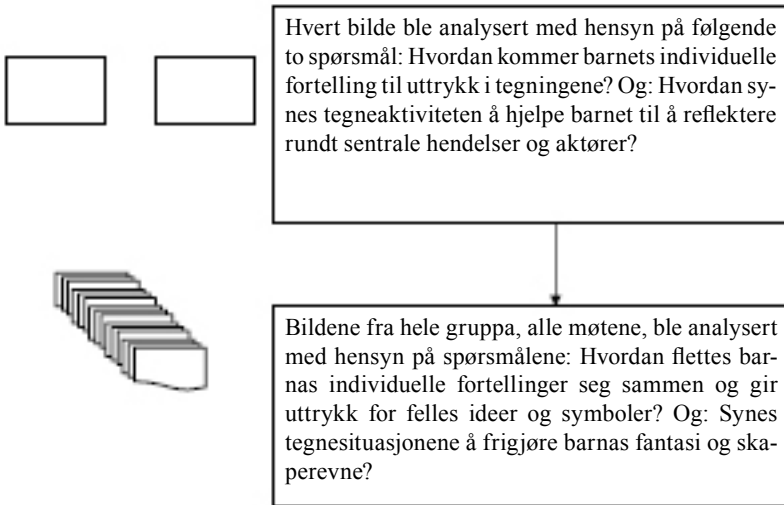 Hvert bilde ble analysert med hensyn på følgende
to spørsmål: Hvordan kommer barnets individuelle
fortelling til uttrykk i tegningene? Og: Hvordan sy-
nes tegneaktiviteten å hjelpe barnet til å reflektere
rundt sentrale hendelser og aktører?
Bildene fra hele gruppa, alle møtene, ble analysert
med hensyn på spørsmålene: Hvordan flettes bar-
nas individuelle fortellinger seg sammen og gir
uttrykk for felles ideer og symboler? Og: Synes
tegnesituasjonene å frigjøre barnas fantasi og ska-
perevne?